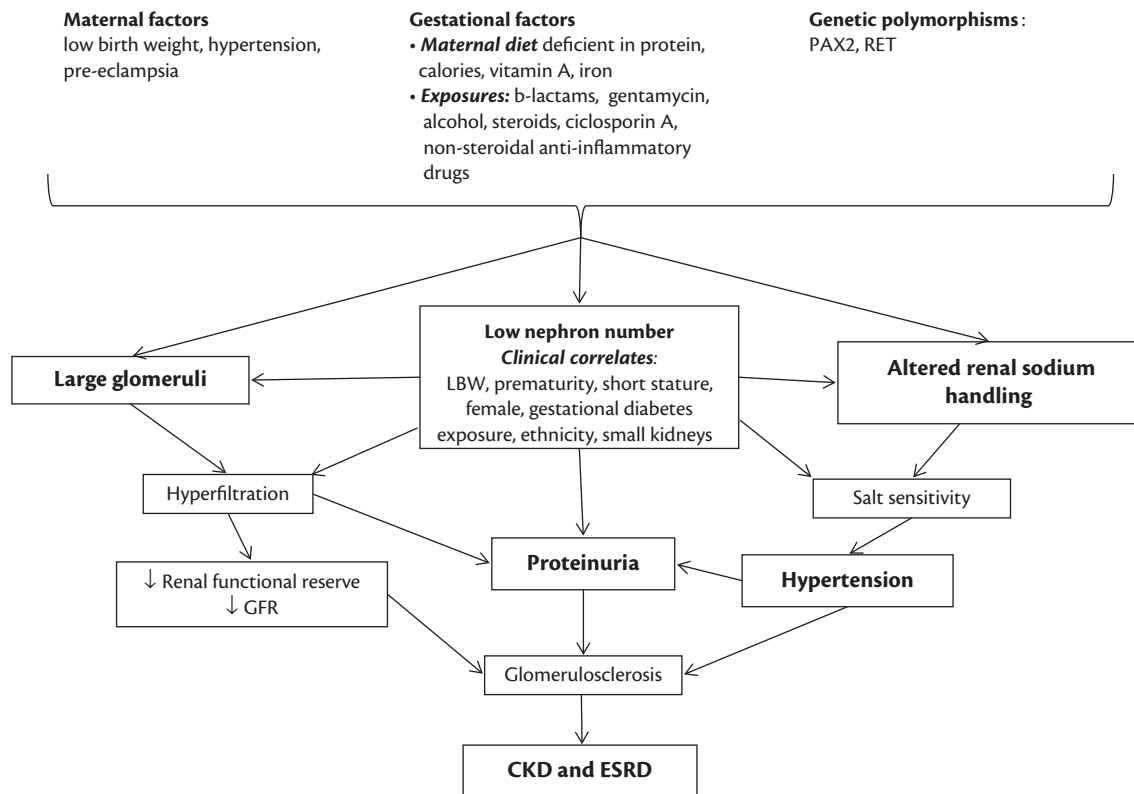 Maternal factors
low birth weight, hypertension,
pre-eclampsia
Gestational factors
• Maternal diet deficient in protein,
calories, vitamin A, iron
• Exposures: b-lactams, gentamycin,
alcohol, steroids, ciclosporin A,
non-steroidal anti-inflammatory
drugs
Genetic polymorphisms :
PAX2, RET
Low nephron number
Clinical correlates:
LBW, prematurity, short stature,
female, gestational diabetes
exposure, ethnicity, small kidneys
Large glomeruli
Altered renal sodium
handling
Hyperfiltration
Salt sensitivity
↓ Renal functional reserve
↓ GFR
Proteinuria
Hypertension
Glomerulosclerosis
CKD and ESRD